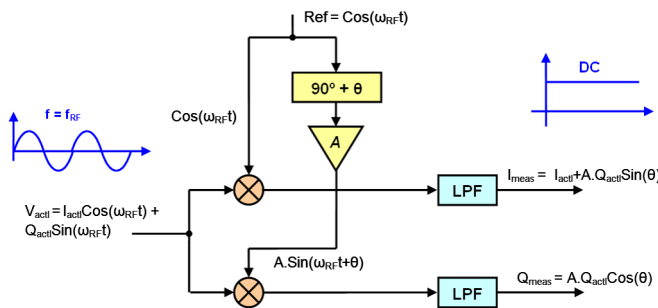 Ref = Cos(ωRFt)
DC
90° + θ
f = fRF
Cos(ωRFt)
A
LPF
Imeas = Iactl+A.QactlSin(θ)
Vactl = IactlCos(ωRFt) +
QactlSin(ωRFt)
A.Sin(ωRFt+θ)
LPF
Qmeas = A.QactlCos(θ)